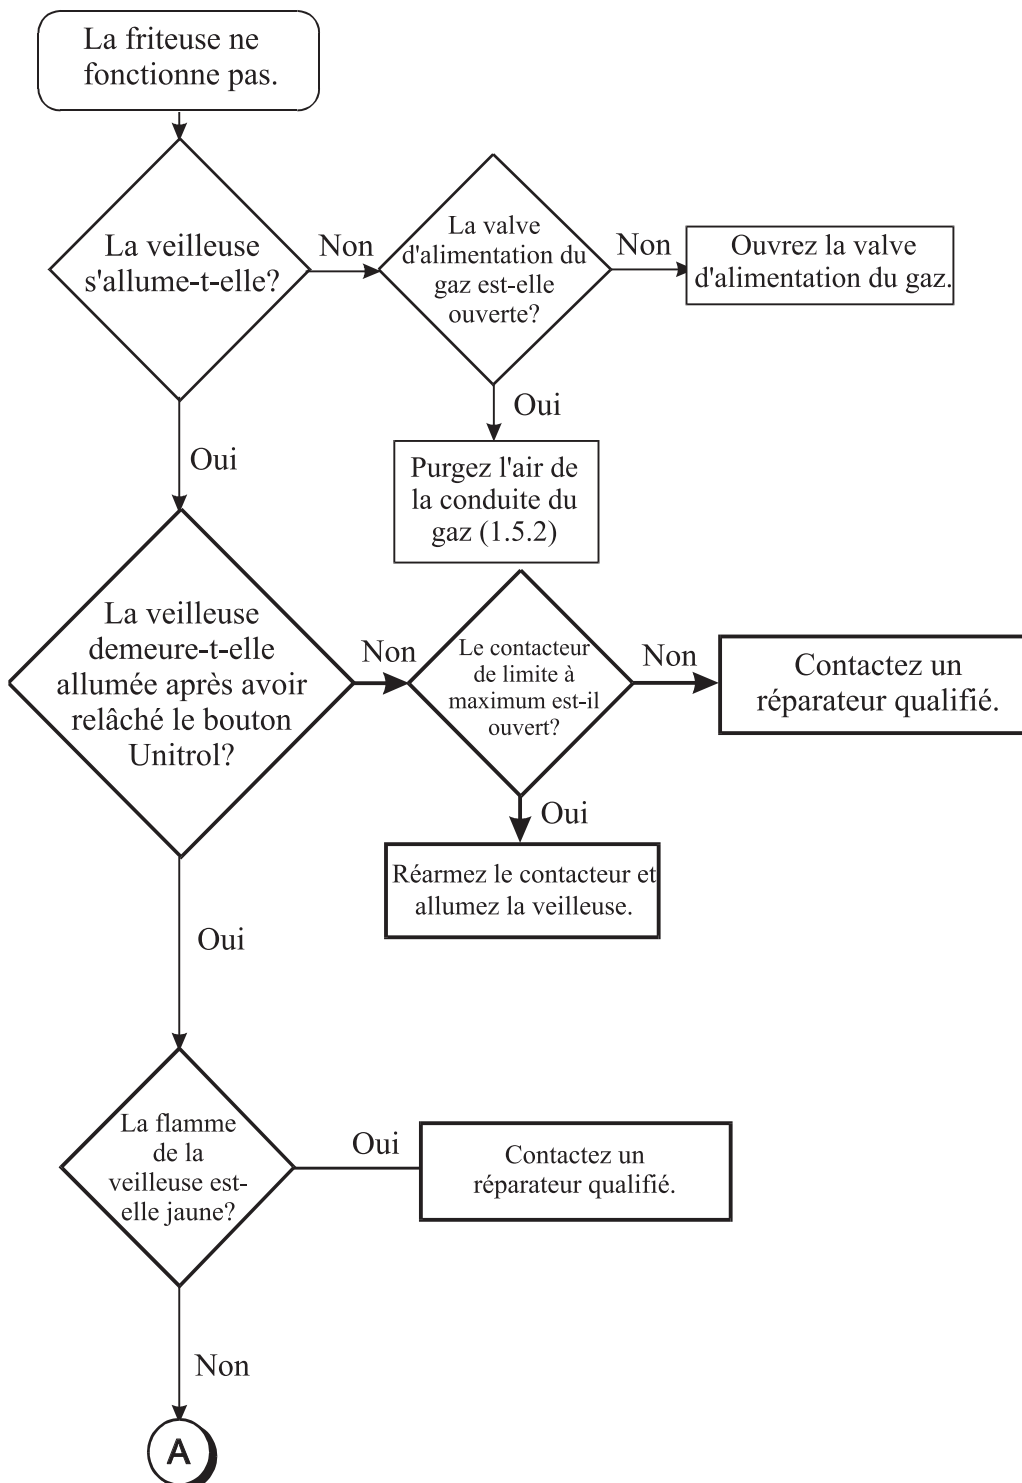 La friteuse ne
fonctionne pas.
La veilleuse
s'allume-t-elle?
Non
La valve
d'alimentation du
gaz est-elle
ouverte?
Non
Ouvrez la valve
d'alimentation du gaz.
Oui
Oui
Purgez l'air de
la conduite du
gaz (1.5.2)
La veilleuse
demeure-t-elle
allumée après avoir
relâché le bouton
Unitrol?
Non
Le contacteur
de limite à
maximum est-il
ouvert?
Non
Contactez un
réparateur qualifié.
Oui
Réarmez le contacteur et
allumez la veilleuse.
Oui
La flamme
de la
veilleuse est-
elle jaune?
Oui
Contactez un
réparateur qualifié.
Non
A